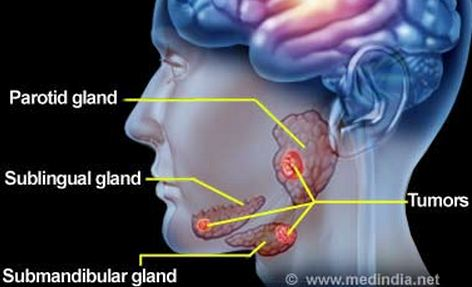 Parotid gland
Sublingual gland
Tumors
Submandibular gland
© www.medindia.net